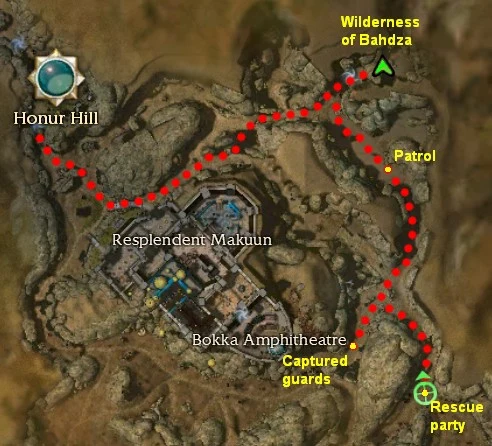 Wilderness
of Bahdza
Honur Hill
Patrol
Resplendent Makuun
Bokka Amphitheatre
Captured
guards
Rescue
party